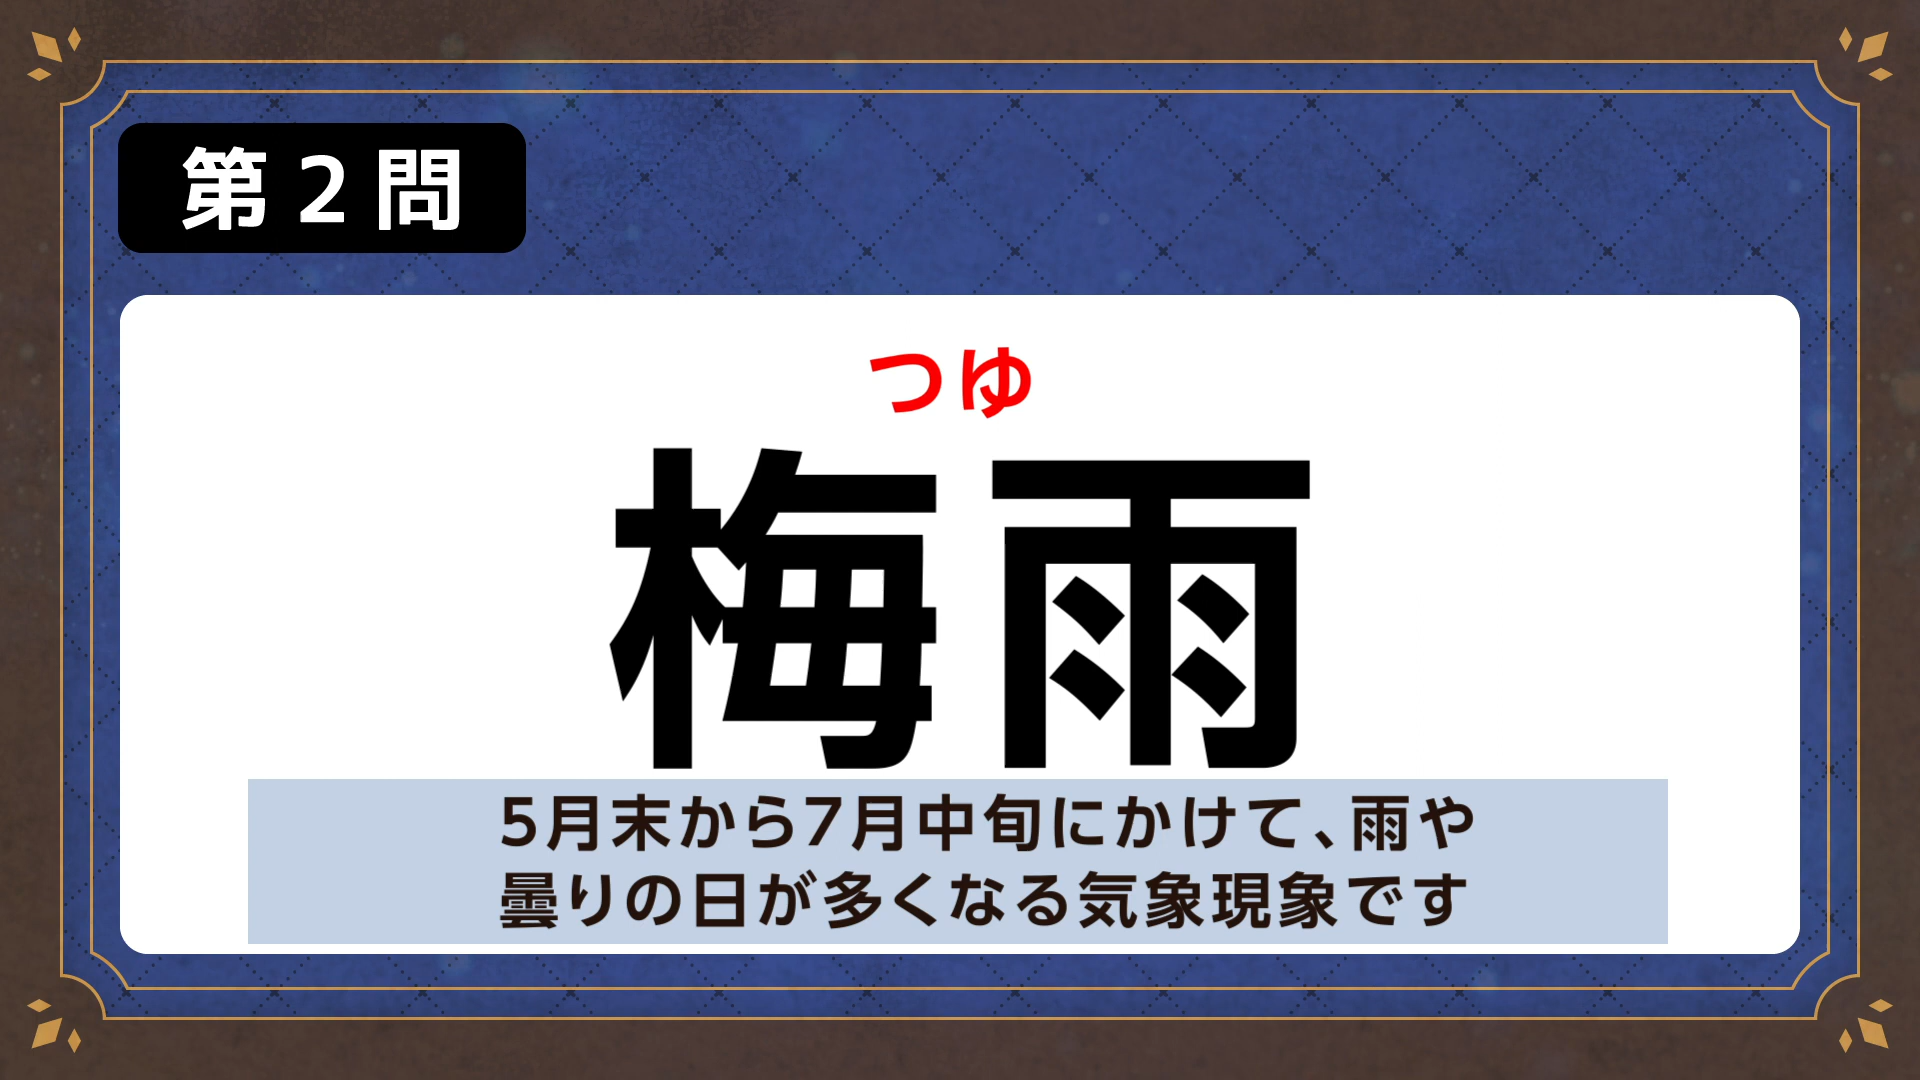 第2問
つゆ
梅雨
5月末から7月中旬にかけて、雨や
曇りの日が多くなる気象現象です